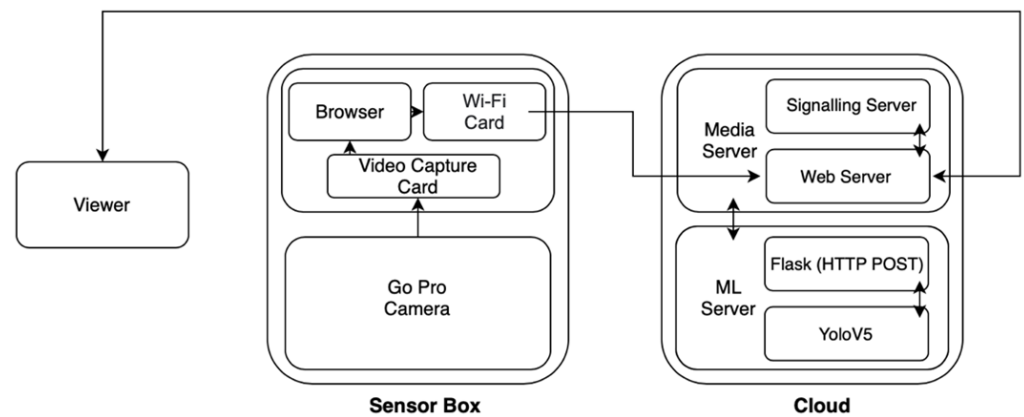 Viewer
Browser
Wi-Fi
Card
Video Capture
Card
Go Pro
Camera
Sensor Box
Media
Server
Signalling Server
Web Server
ML
Server
Flask (HTTP POST)
YoloV5
Cloud